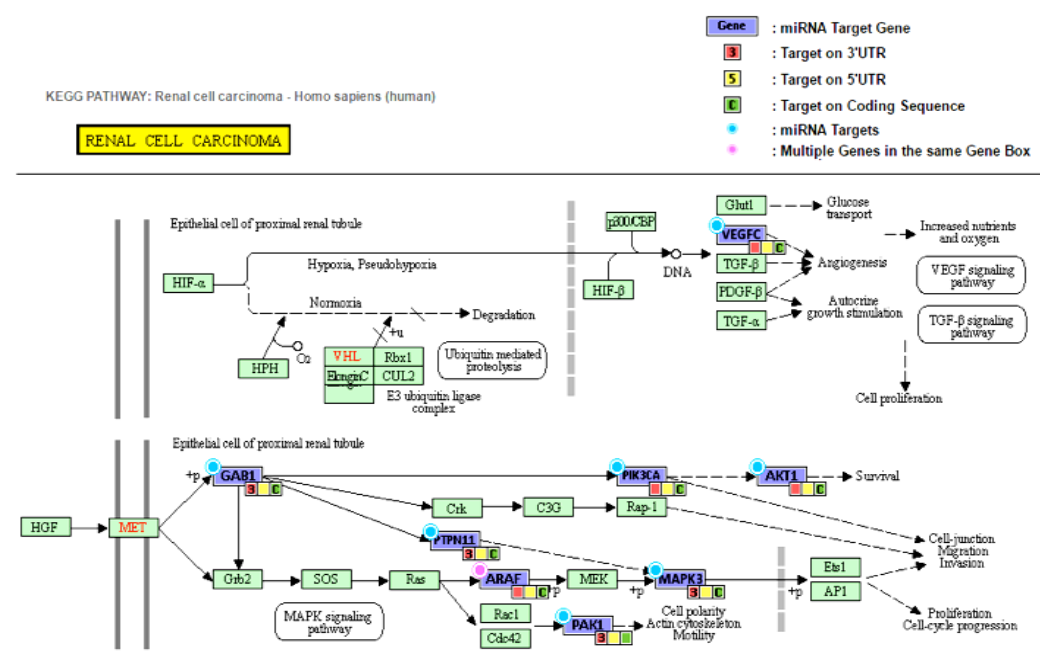 Gene : miRNA Target Gene
3 : Target on 3'UTR
5 : Target on 5'UTR
C : Target on Coding Sequence
: miRNA Targets
: Multiple Genes in the same Gene Box
KEGG PATHWAY: Renal cell carcinoma - Homo sapiens (human)
RENAL CELL CARCINOMA
Epithelial cell of proximal renal tubule
HIF-α
Hypoxia, Pseudohypoxia
Normoxia
Degradation
HPH
O2
+u
VHL
Rbx1
ElonginC
CUL2
E3 ubiquitin ligase
complex
Ubiquitin mediated
proteolysis
p300/CBP
HIF-β
DNA
Glut1
Glucose
transport
VEGFC
C
TGF-β
PDGF-β
TGF-α
Angiogenesis
Autocrine
growth stimulation
Increased nutrients
and oxygen
VEGF signaling
pathway
TGF-β signaling
pathway
Cell proliferation
Epithelial cell of proximal renal tubule
HGF
MET
+p
GAB1
3 C
PIK3CA
C
AKT1
C
Survival
Crk
C3G
Rap-1
PTPN11
3 C
Cell-junction
Migration
Invasion
Grb2
SOS
Ras
ARAF
C
+p
MEK
+p
MAPK3
3 C
+p
Ets1
AP1
MAPK signaling
pathway
Rac1
Cdc42
PAK1
3
Cell polarity
Actin cytoskeleton
Motility
Proliferation
Cell-cycle progression